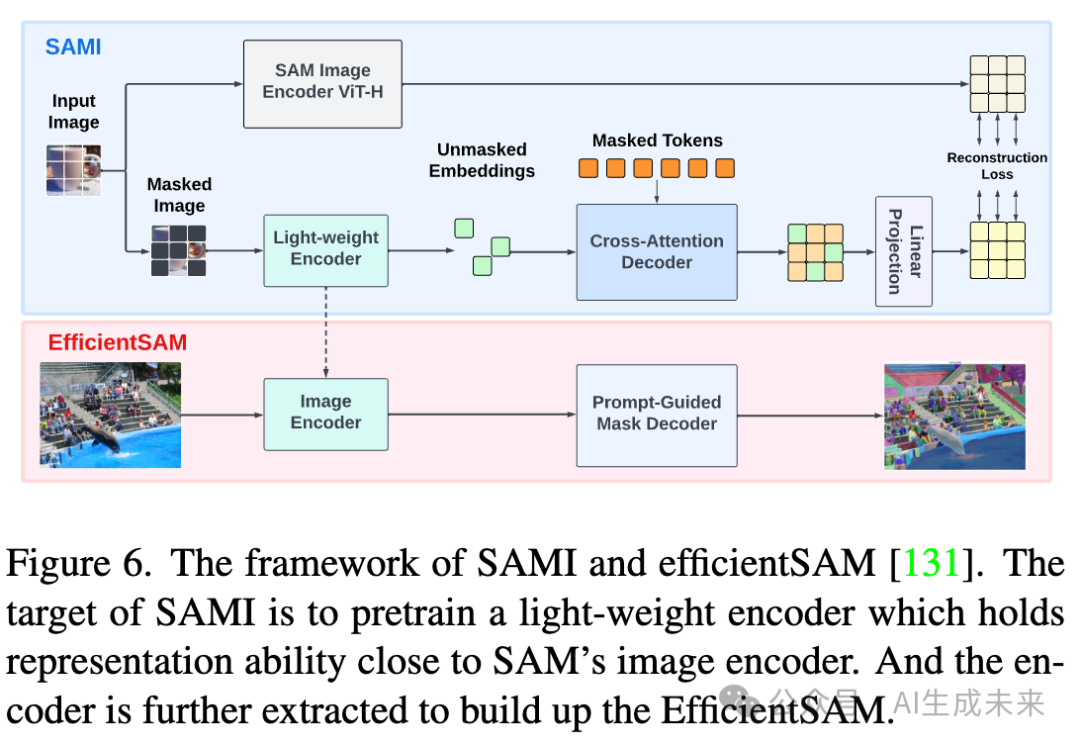 SAMI
SAM Image
Encoder ViT-H
Input
Image
Masked
Image
Light-weight
Encoder
Unmasked
Embeddings
Masked Tokens
Cross-Attention
Decoder
Linear
Projection
Reconstruction
Loss
EfficientSAM
Image
Encoder
Prompt-Guided
Mask Decoder
Figure 6. The framework of SAMI and efficientSAM [131]. The
target of SAMI is to pretrain a light-weight encoder which holds
representation ability close to SAM's image encoder. And the en-
coder is further extracted to build up the EfficientSAM.
公众号 · AI生成未来